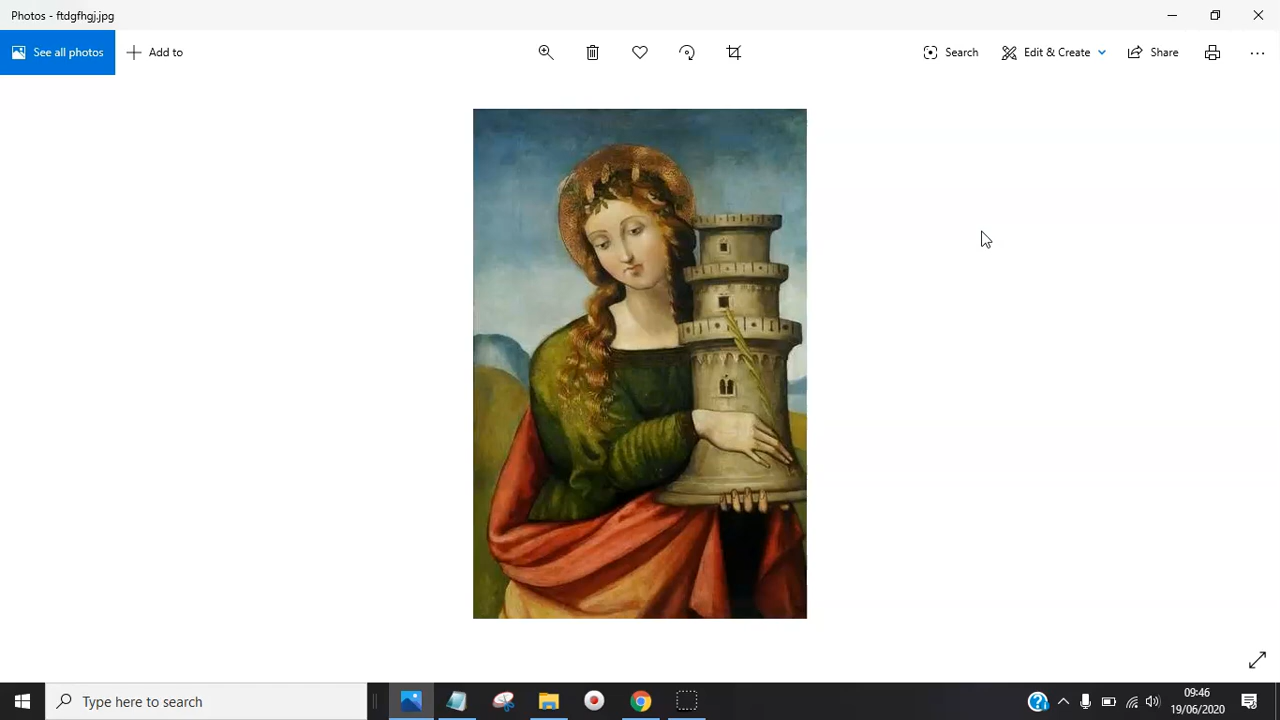 Photos - ftdgfhgj.jpg
See all photos
Add to
Search
Edit & Create
Share
Type here to search
09:46
19/06/2020